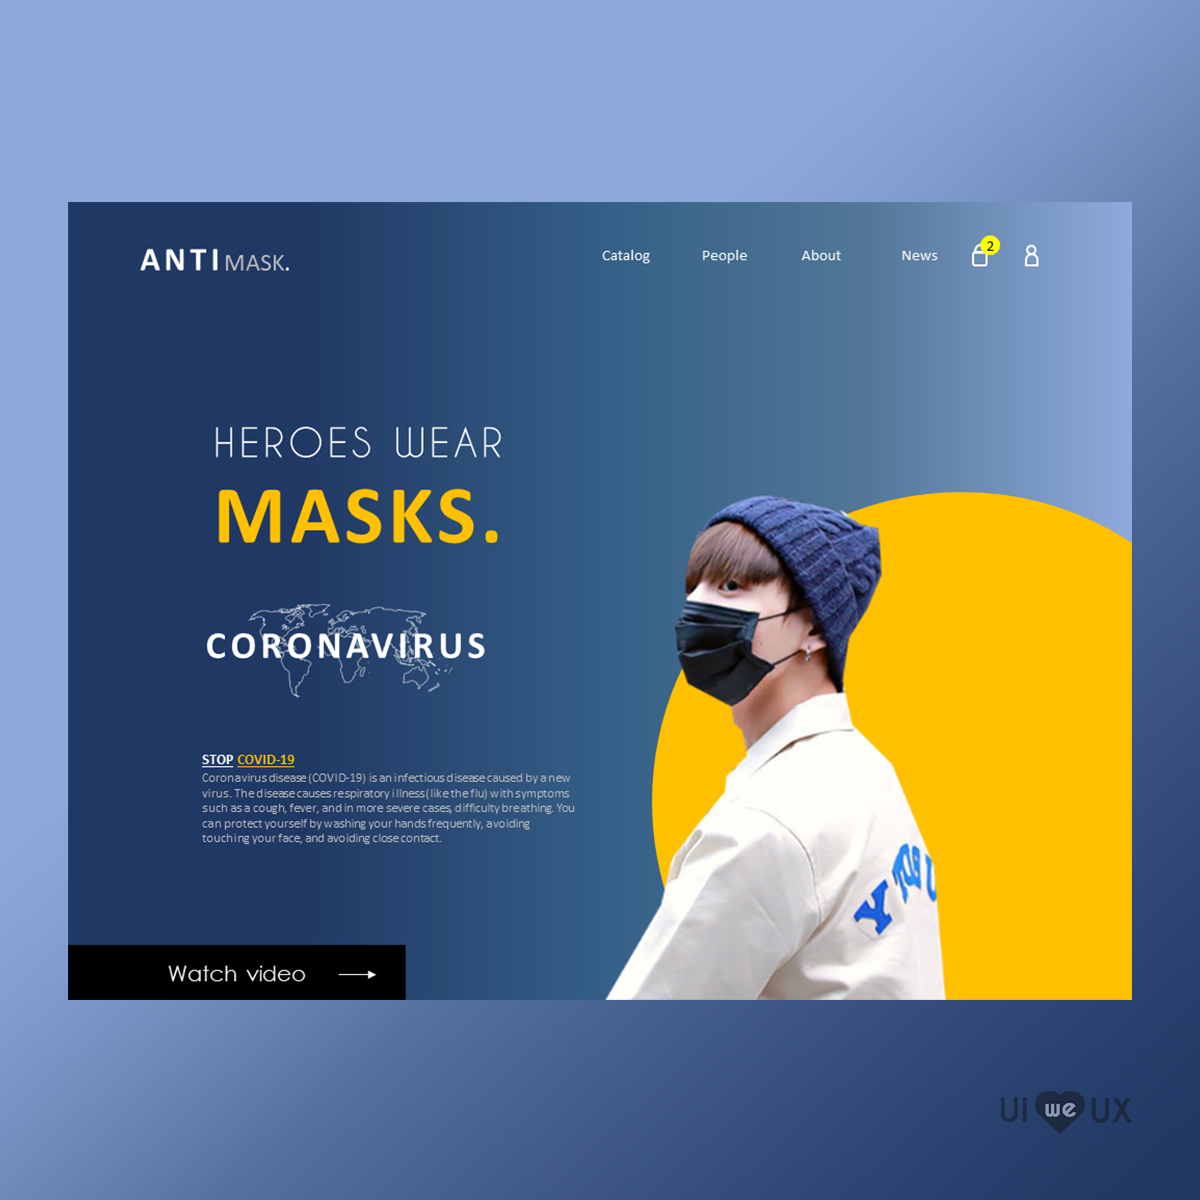 ANTI MASK.
Catalog People About News 2
HEROES WEAR
MASKS.
CORONAVIRUS
STOP COVID-19
Coronavirus disease (COVID-19) is an infectious disease caused by a new
virus. The disease causes respiratory illness (like the flu) with symptoms
such as a cough, fever, and in more severe cases, difficulty breathing. You
can protect yourself by washing your hands frequently, avoiding
touching your face, and avoiding close contact.
Watch video
UI we UX